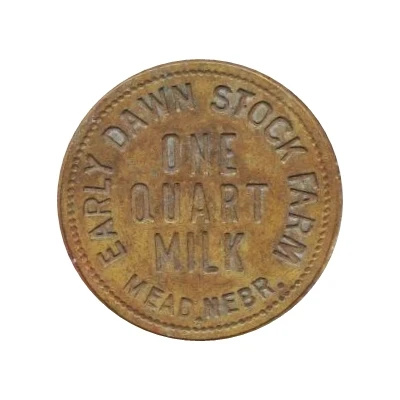 EARLY DAWN STOCK FARM
ONE
QUART
MILK
MEAD, NEBR.